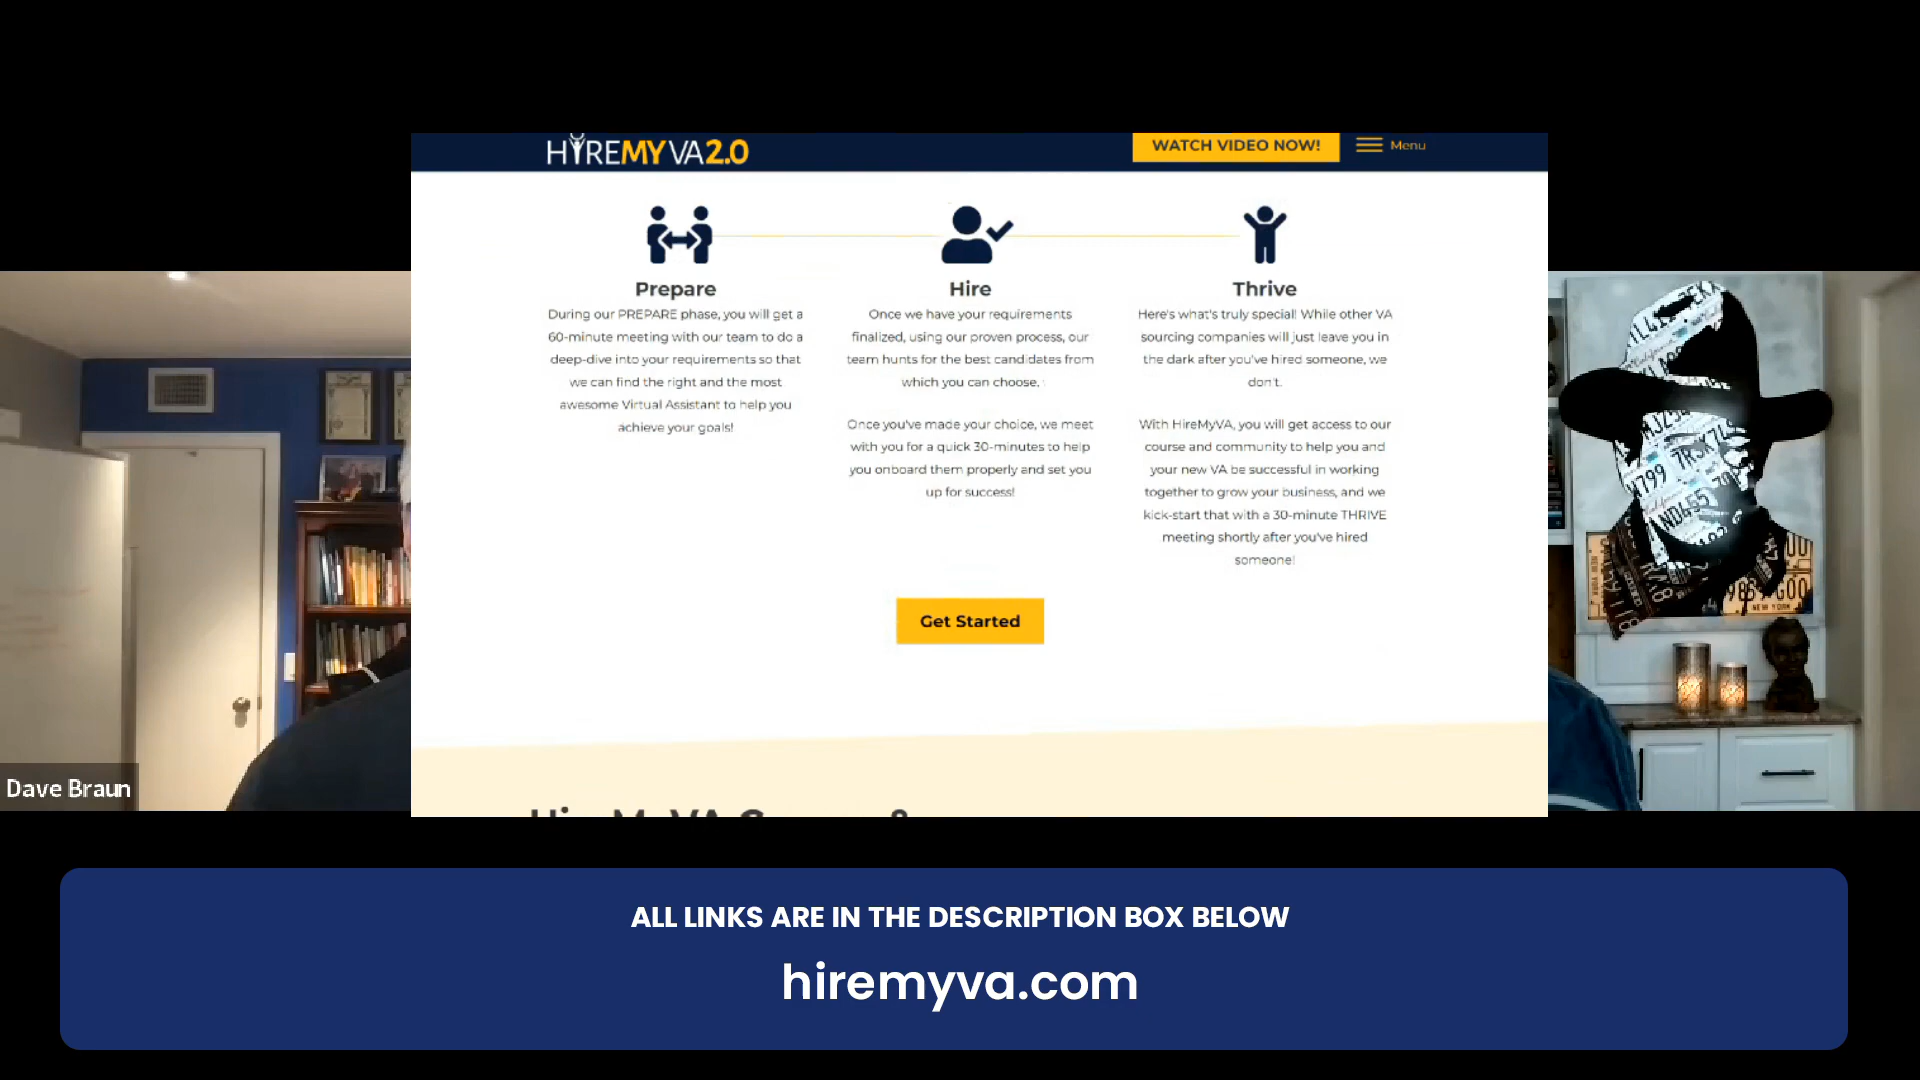 HIREMYVA2.0
WATCH VIDEO NOW!
Menu
Prepare
During our PREPARE phase, you will get a
60-minute meeting with our team to do a
deep-dive into your requirements so that
we can find the right and the most
awesome Virtual Assistant to help you
achieve your goals!
Hire
Once we have your requirements
finalized, using our proven process, our
team hunts for the best candidates from
which you can choose.
Once you've made your choice, we meet
with you for a quick 30-minutes to help
you onboard them properly and set you
up for success!
Thrive
Here's what's truly special! While other VA
sourcing companies will just leave you in
the dark after you've hired someone, we
don't.
With HireMyVA, you will get access to our
course and community to help you and
your new VA be successful in working
together to grow your business, and we
kick-start that with a 30-minute THRIVE
meeting shortly after you've hired
someone!
Get Started
Dave Braun
NEW YORK
ALL LINKS ARE IN THE DESCRIPTION BOX BELOW
hiremyva.com